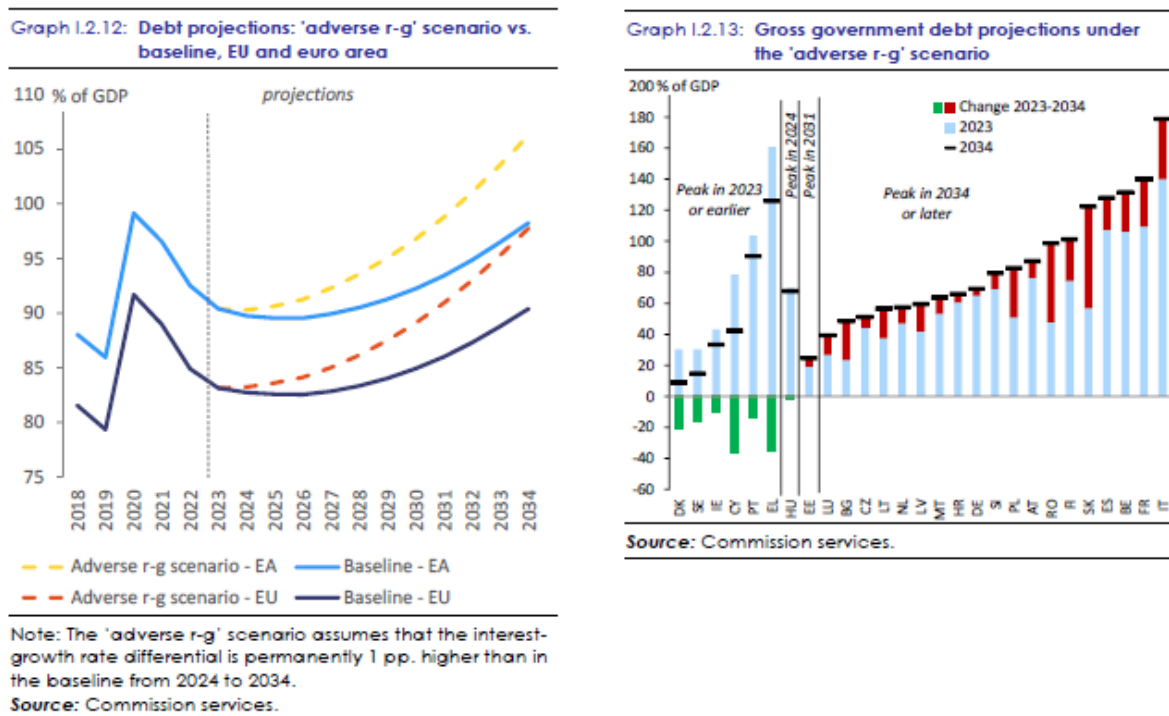 Graph I.2.12: Debt projections: 'adverse r-g' scenario vs.
baseline, EU and euro area
110 % of GDP projections
105
100
95
90
85
80
75
2018 2019 2020 2021 2022 2023 2024 2025 2026 2027 2028 2029 2030 2031 2032 2033 2034
Adverse r-g scenario - EA Baseline - EA
Adverse r-g scenario - EU Baseline - EU
Note: The 'adverse r-g' scenario assumes that the interest-
growth rate differential is permanently 1 pp. higher than in
the baseline from 2024 to 2034.
Source: Commission services.
Graph I.2.13: Gross government debt projections under
the 'adverse r-g' scenario
200 % of GDP
180
160
140
120
100
80
60
40
20
0
-20
-40
-60
Change 2023-2034
2023
2034
Peak in 2023
or earlier
Peak in 2024
Peak in 2031
Peak in 2034
or later
DK SE IE CY PT EL HU EE LU BG CZ LT NL LV MT HR DE SI PL AT RO FI SK ES BE FR IT
Source: Commission services.